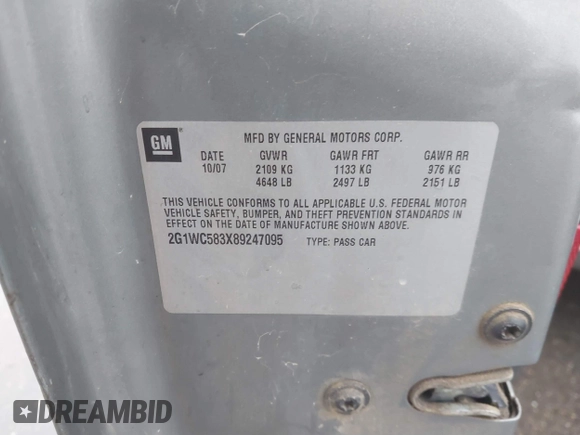 GM
MFD BY GENERAL MOTORS CORP.
DATE GVWR GAWR FRT GAWR RR
10/07 2109 KG 1133 KG 976 KG
4648 LB 2497 LB 2151 LB
THIS VEHICLE CONFORMS TO ALL APPLICABLE U.S. FEDERAL MOTOR
VEHICLE SAFETY, BUMPER, AND THEFT PREVENTION STANDARDS IN
EFFECT ON THE DATE OF MANUFACTURE SHOWN ABOVE.
2G1WC583X89247095 TYPE: PASS CAR
DREAMBID